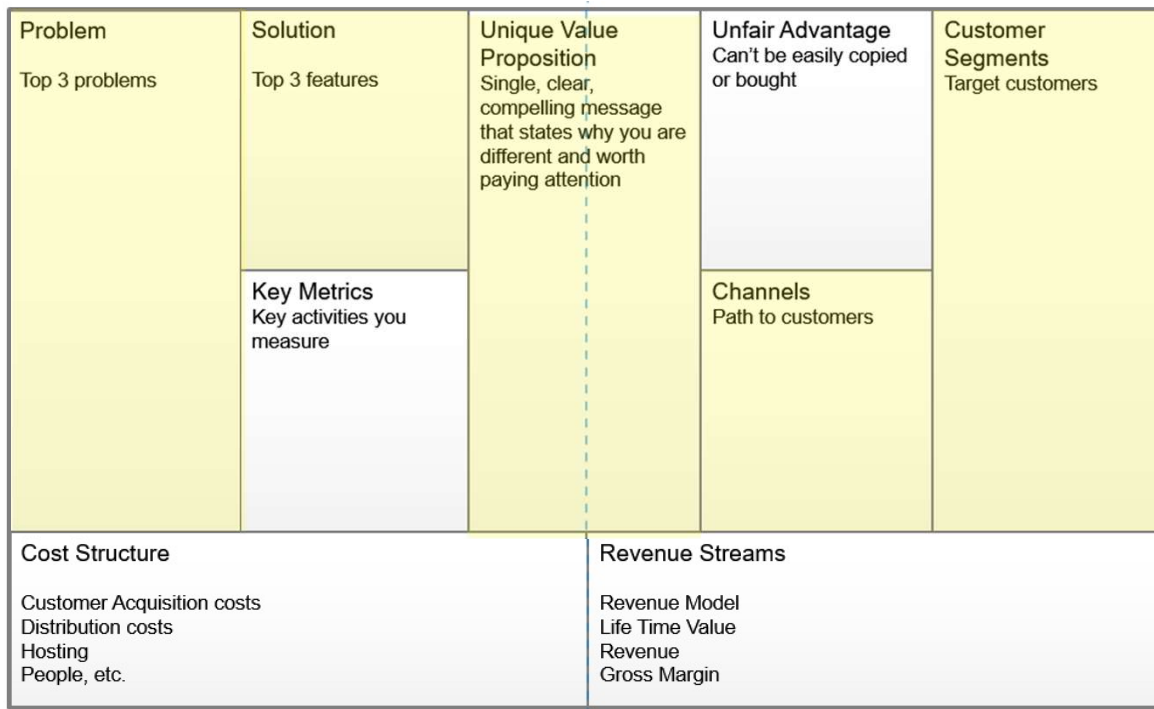 Problem
Top 3 problems
Solution
Top 3 features
Key Metrics
Key activities you
measure
Unique Value
Proposition
Single, clear,
compelling message
that states why you are
different and worth
paying attention
Unfair Advantage
Can't be easily copied
or bought
Channels
Path to customers
Customer
Segments
Target customers
Cost Structure
Customer Acquisition costs
Distribution costs
Hosting
People, etc.
Revenue Streams
Revenue Model
Life Time Value
Revenue
Gross Margin